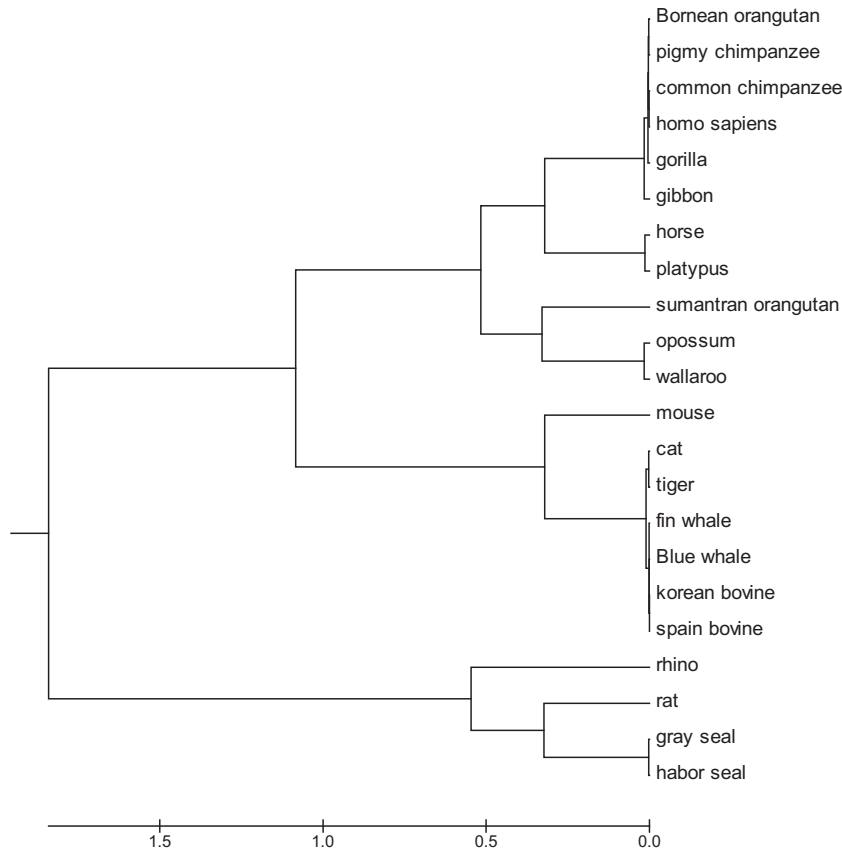 Bornean orangutan
pigmy chimpanzee
common chimpanzee
homo sapiens
gorilla
gibbon
horse
platypus
sumantran orangutan
opossum
wallaroo
mouse
cat
tiger
fin whale
Blue whale
korean bovine
spain bovine
rhino
rat
gray seal
habor seal
1.5 1.0 0.5 0.0